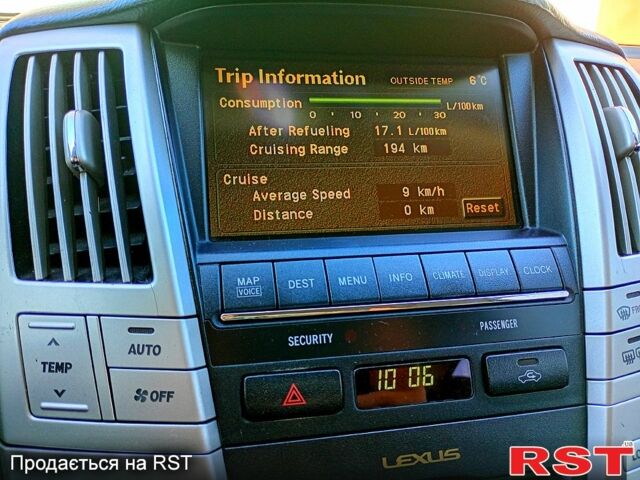 Trip Information OUTSIDE TEMP 6°C
Consumption L/100km
0 10 20 30
After Refueling 17.1 L/100km
Cruising Range 194 km
Cruise
Average Speed 9 km/h
Distance 0 km Reset
MAP VOICE DEST MENU INFO CLIMATE DISPLAY CLOCK
TEMP
AUTO
OFF
SECURITY PASSENGER
10:06
LEXUS
Продається на RST
RST